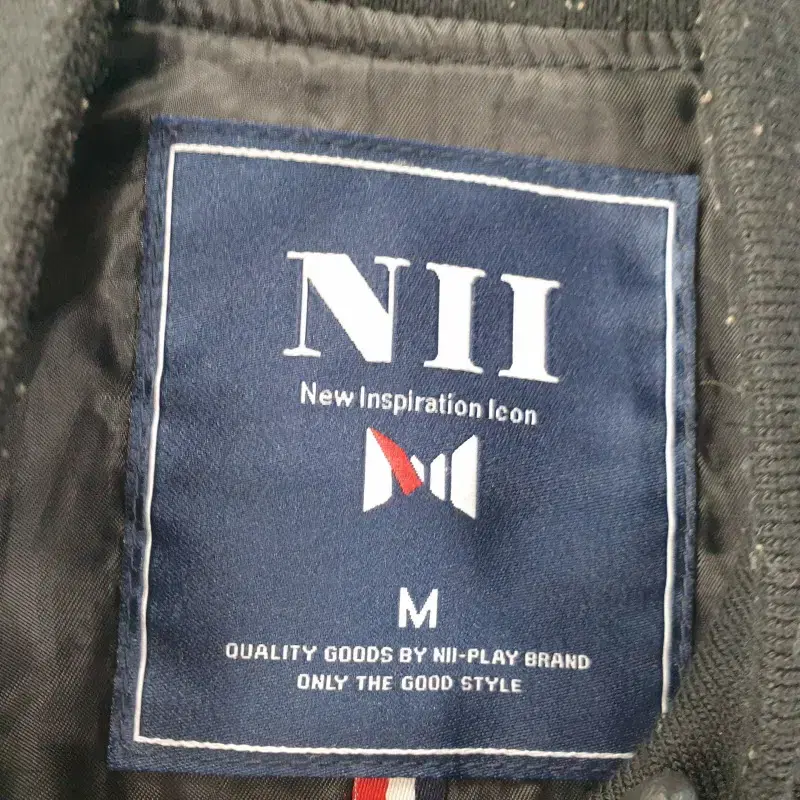 NII
New Inspiration Icon
M
QUALITY GOODS BY NII-PLAY BRAND
ONLY THE GOOD STYLE